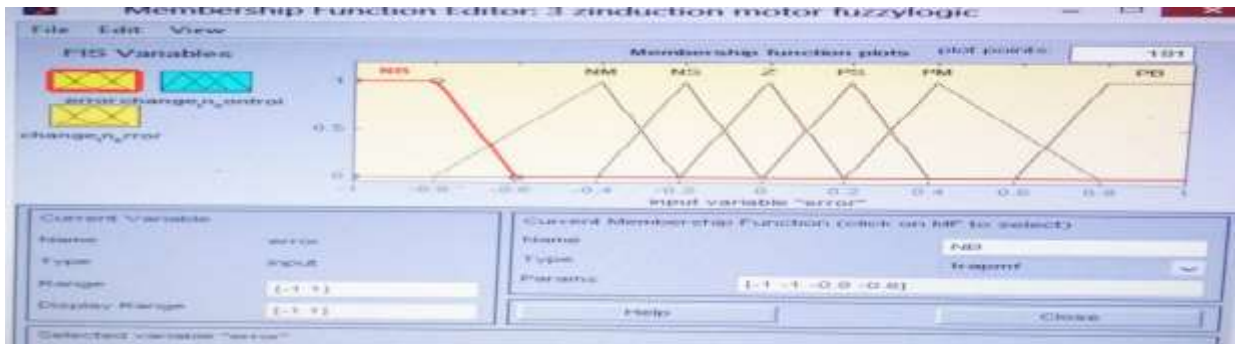 Membership Function Editor: 3 zinduction motor fuzzylogic
File Edit View
FIS Variables
Membership function plots plot points: 181
NB NM NS Z PS PM PB
1
0.5
0
error change_n_control
change_n_error
-1 -0.8 -0.6 -0.4 -0.2 0 0.2 0.4 0.6 0.8 1
input variable "error"
Current Variable
Name error
Type input
Range [-1 1]
Display Range [-1 1]
Current Membership Function (click on MF to select)
Name NB
Type trapmf
Params [-1 -1 -0.8 -0.6]
Help Close
Selected variable "error"